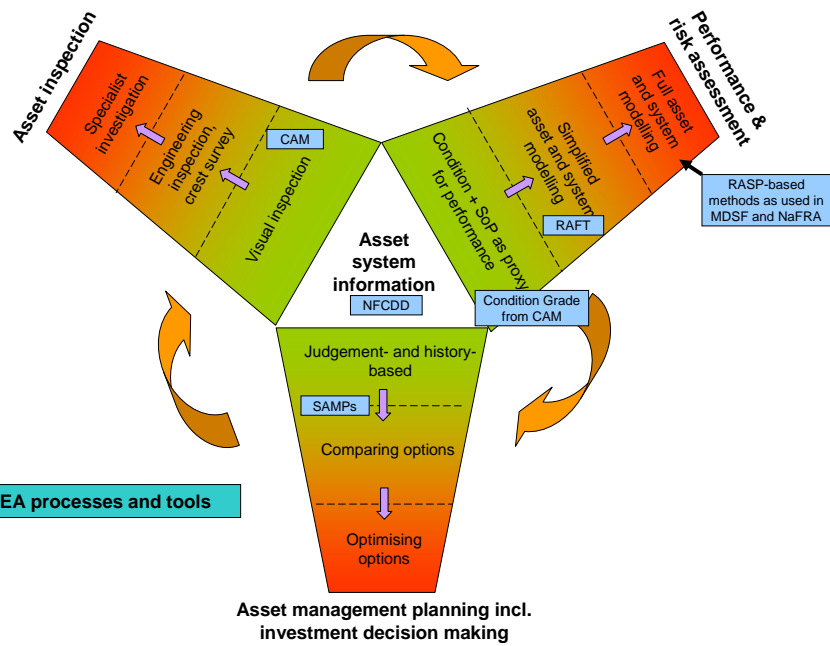 Asset inspection
Specialist
investigation
Engineering
inspection,
crest survey
CAM
Visual inspection
Performance &
risk assessment
Full asset
and system
modelling
Simplified
asset and system
modelling
RAFT
Condition + SoP as proxy
for performance
RASP-based
methods as used in
MDSF and NaFRA
Asset
system
information
NFCDD
Condition Grade
from CAM
Judgement- and history-
based
SAMPs
Comparing options
Optimising
options
EA processes and tools
Asset management planning incl.
investment decision making